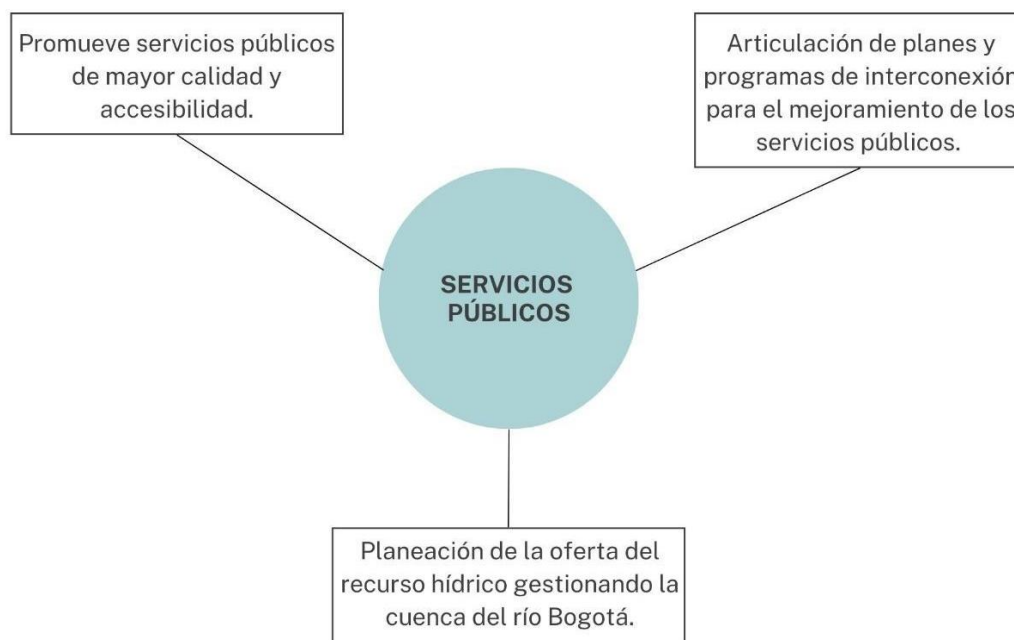 Promueve servicios públicos
de mayor calidad y
accesibilidad.
Articulación de planes y
programas de interconexión
para el mejoramiento de los
servicios públicos.
SERVICIOS
PÚBLICOS
Planeación de la oferta del
recurso hídrico gestionando la
cuenca del río Bogotá.